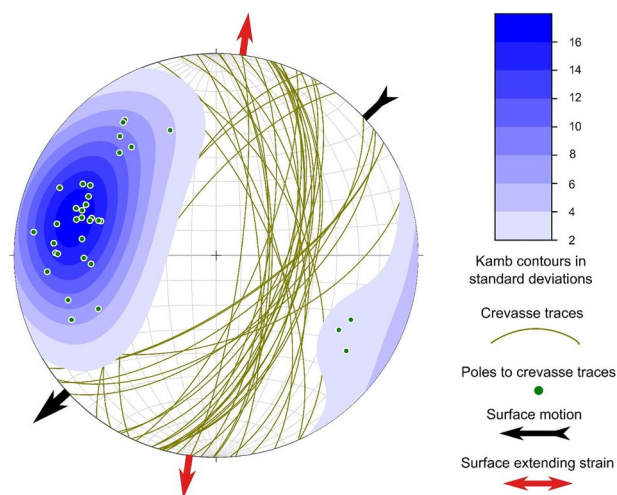 16
14
12
10
8
6
4
2
Kamb contours in
standard deviations
Crevasse traces
Poles to crevasse traces
Surface motion
Surface extending strain